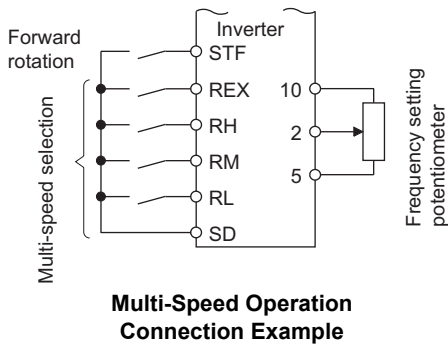 Inverter
Forward
rotation
STF
REX
RH
RM
RL
SD
10
2
5
Multi-speed selection
Frequency setting
potentiometer
Multi-Speed Operation
Connection Example